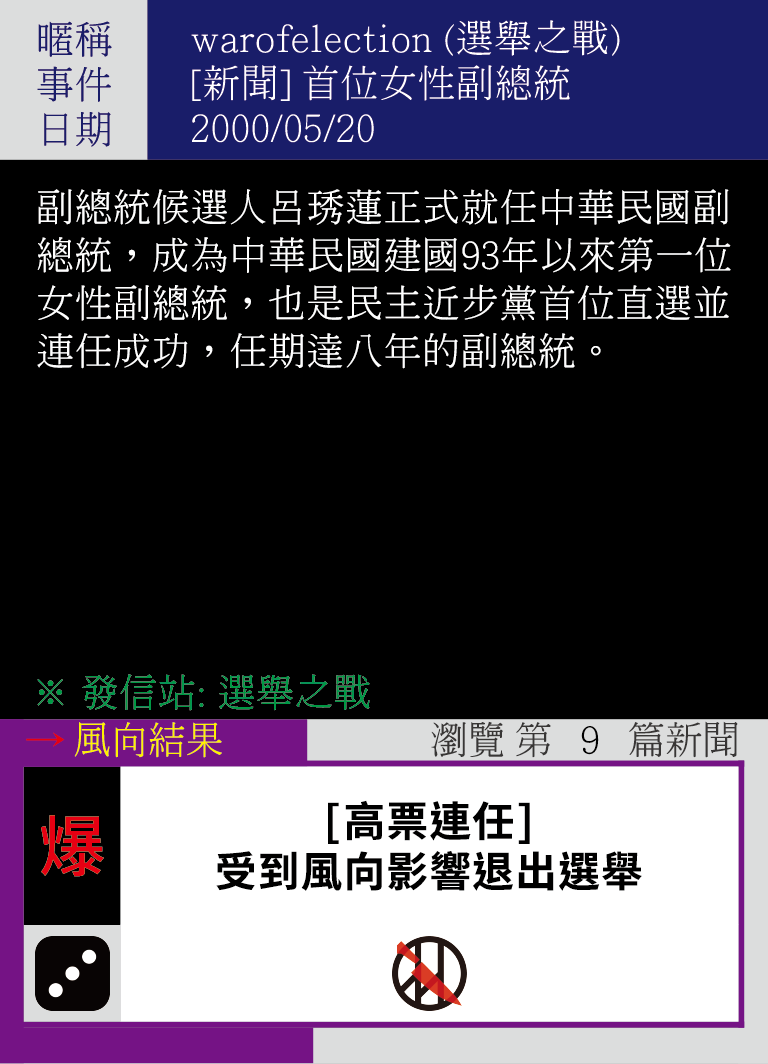 暱稱 warofelection (選舉之戰)
事件 [新聞] 首位女性副總統
日期 2000/05/20
副總統候選人呂琇蓮正式就任中華民國副
總統，成為中華民國建國93年以來第一位
女性副總統，也是民主近步黨首位直選並
連任成功，任期達八年的副總統。
※ 發信站: 選舉之戰
→ 風向結果
瀏覽 第 9 篇新聞
爆
[高票連任]
受到風向影響退出選舉